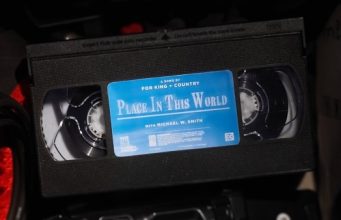 A SONG BY
FOR KING + COUNTRY
PLACE IN THIS WORLD
WITH MICHAEL W. SMITH